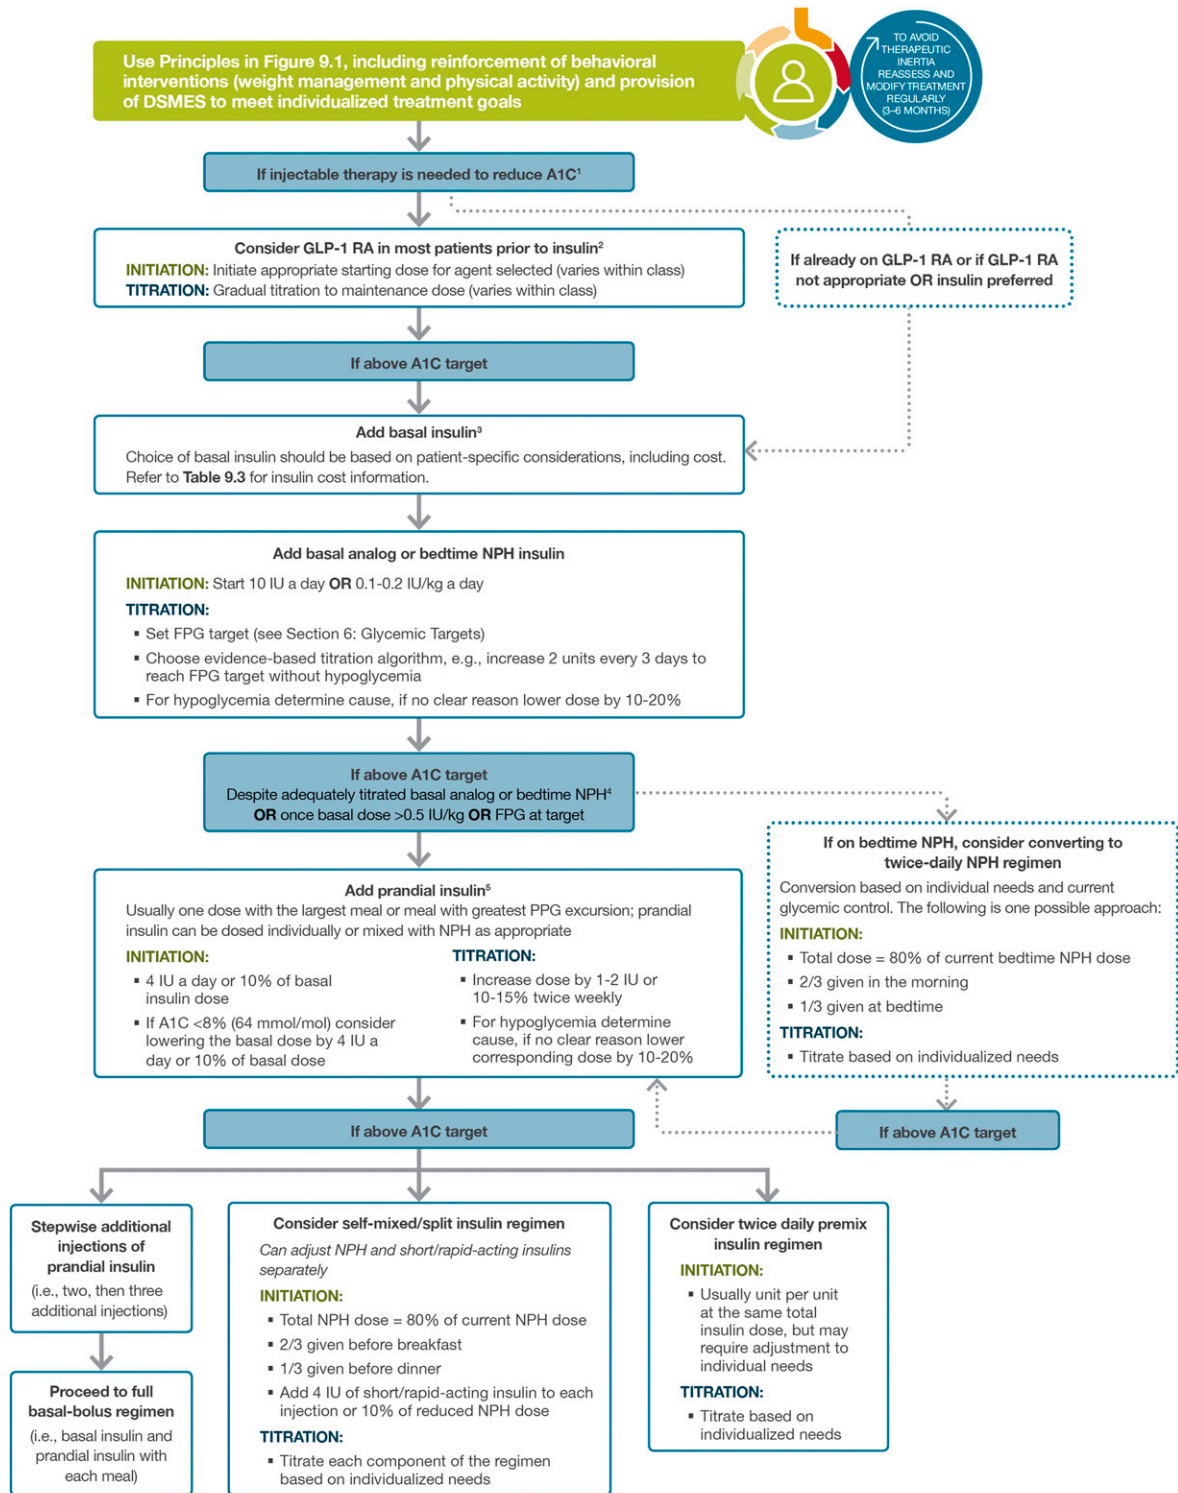 Use Principles in Figure 9.1, including reinforcement of behavioral
interventions (weight management and physical activity) and provision
of DSMES to meet individualized treatment goals
TO AVOID
THERAPEUTIC
INERTIA
REASSESS AND
MODIFY TREATMENT
REGULARLY
(3–6 MONTHS)
If injectable therapy is needed to reduce A1C¹
Consider GLP-1 RA in most patients prior to insulin²
INITIATION: Initiate appropriate starting dose for agent selected (varies within class)
TITRATION: Gradual titration to maintenance dose (varies within class)
If already on GLP-1 RA or if GLP-1 RA
not appropriate OR insulin preferred
If above A1C target
Add basal insulin³
Choice of basal insulin should be based on patient-specific considerations, including cost.
Refer to Table 9.3 for insulin cost information.
Add basal analog or bedtime NPH insulin
INITIATION: Start 10 IU a day OR 0.1-0.2 IU/kg a day
TITRATION:
▪ Set FPG target (see Section 6: Glycemic Targets)
▪ Choose evidence-based titration algorithm, e.g., increase 2 units every 3 days to
reach FPG target without hypoglycemia
▪ For hypoglycemia determine cause, if no clear reason lower dose by 10-20%
If above A1C target
Despite adequately titrated basal analog or bedtime NPH⁴
OR once basal dose >0.5 IU/kg OR FPG at target
If on bedtime NPH, consider converting to
twice-daily NPH regimen
Conversion based on individual needs and current
glycemic control. The following is one possible approach:
INITIATION:
▪ Total dose = 80% of current bedtime NPH dose
▪ 2/3 given in the morning
▪ 1/3 given at bedtime
TITRATION:
▪ Titrate based on individualized needs
Add prandial insulin⁵
Usually one dose with the largest meal or meal with greatest PPG excursion; prandial
insulin can be dosed individually or mixed with NPH as appropriate
INITIATION:
▪ 4 IU a day or 10% of basal
insulin dose
▪ If A1C <8% (64 mmol/mol) consider
lowering the basal dose by 4 IU a
day or 10% of basal dose
TITRATION:
▪ Increase dose by 1-2 IU or
10-15% twice weekly
▪ For hypoglycemia determine
cause, if no clear reason lower
corresponding dose by 10-20%
If above A1C target
If above A1C target
Stepwise additional
injections of
prandial insulin
(i.e., two, then three
additional injections)
Proceed to full
basal-bolus regimen
(i.e., basal insulin and
prandial insulin with
each meal)
Consider self-mixed/split insulin regimen
Can adjust NPH and short/rapid-acting insulins
separately
INITIATION:
▪ Total NPH dose = 80% of current NPH dose
▪ 2/3 given before breakfast
▪ 1/3 given before dinner
▪ Add 4 IU of short/rapid-acting insulin to each
injection or 10% of reduced NPH dose
TITRATION:
▪ Titrate each component of the regimen
based on individualized needs
Consider twice daily premix
insulin regimen
INITIATION:
▪ Usually unit per unit
at the same total
insulin dose, but may
require adjustment to
individual needs
TITRATION:
▪ Titrate based on
individualized needs